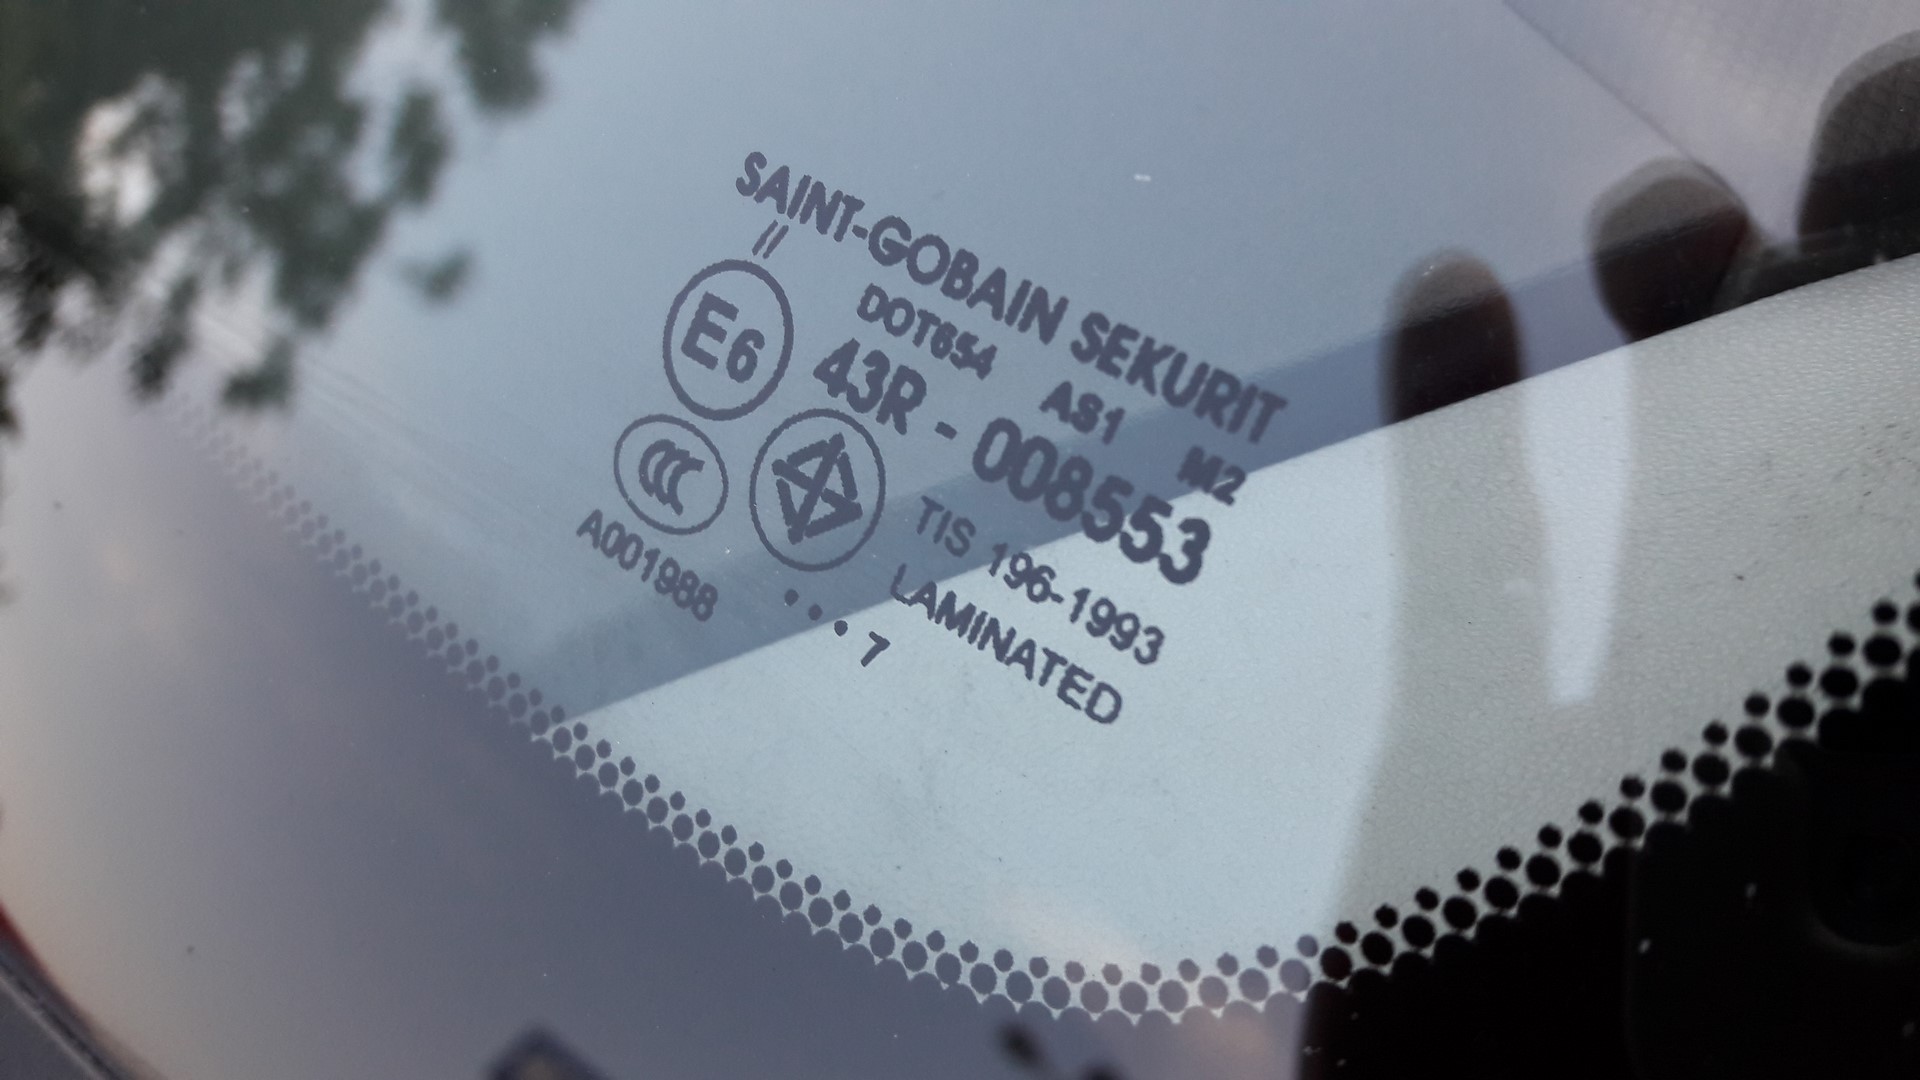 SAINT-GOBAIN SEKURIT
II
DOT654 AS1 M2
E6 43R - 008553
CCC
TIS 196-1993
A001988
LAMINATED
...7